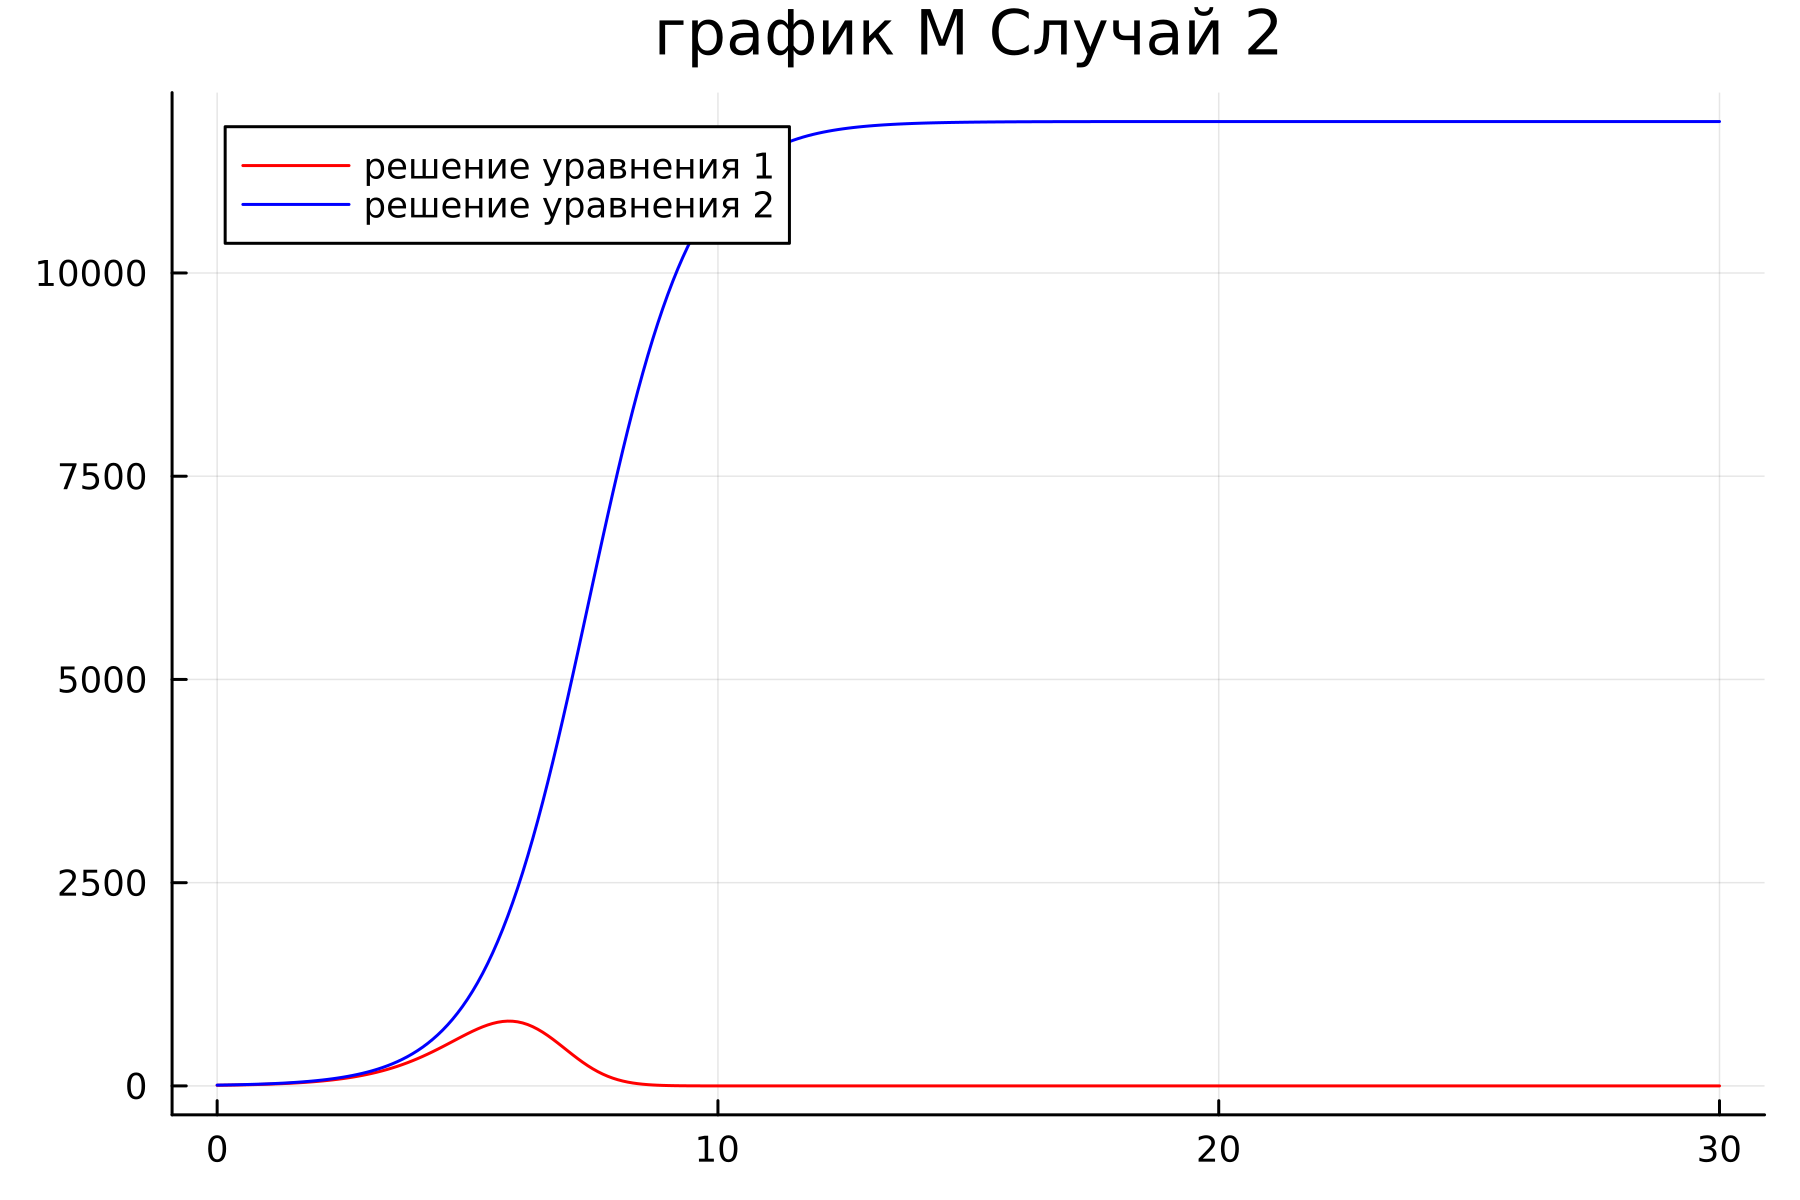 график М Случай 2
решение уравнения 1
решение уравнения 2
10000
7500
5000
2500
0
0 10 20 30